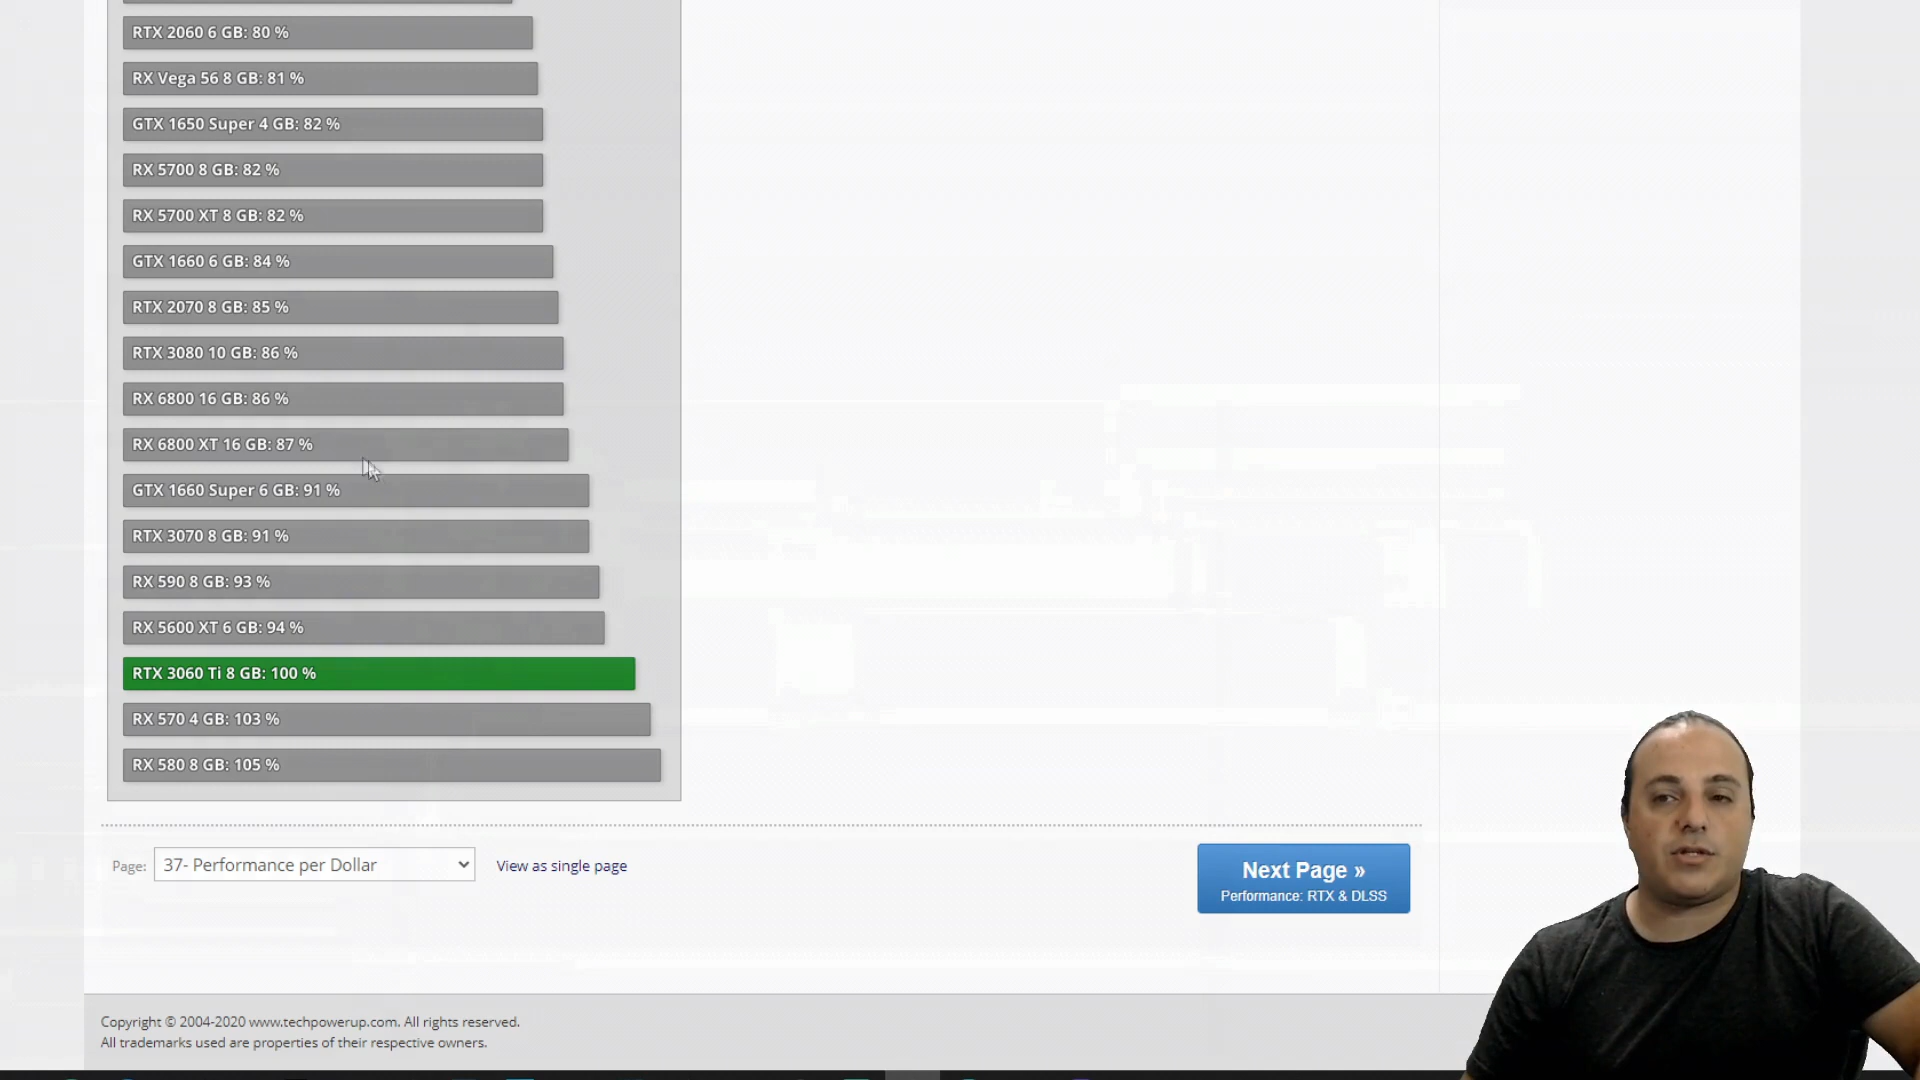 RTX 2060 6 GB: 80 %
RX Vega 56 8 GB: 81 %
GTX 1650 Super 4 GB: 82 %
RX 5700 8 GB: 82 %
RX 5700 XT 8 GB: 82 %
GTX 1660 6 GB: 84 %
RTX 2070 8 GB: 85 %
RTX 3080 10 GB: 86 %
RX 6800 16 GB: 86 %
RX 6800 XT 16 GB: 87 %
GTX 1660 Super 6 GB: 91 %
RTX 3070 8 GB: 91 %
RX 590 8 GB: 93 %
RX 5600 XT 6 GB: 94 %
RTX 3060 Ti 8 GB: 100 %
RX 570 4 GB: 103 %
RX 580 8 GB: 105 %
Page: 37- Performance per Dollar View as single page
Next Page »
Performance: RTX & DLSS
Copyright © 2004-2020 www.techpowerup.com. All rights reserved.
All trademarks used are properties of their respective owners.